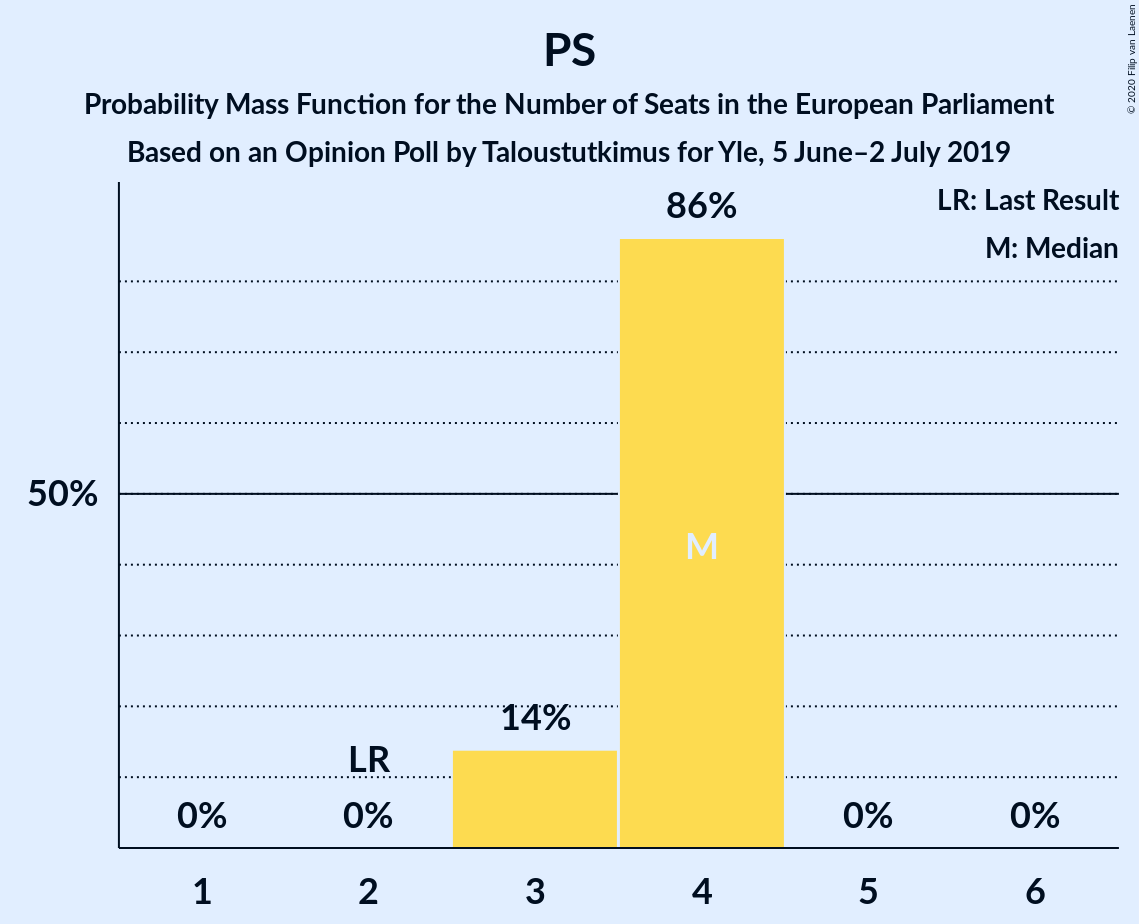 PS
Probability Mass Function for the Number of Seats in the European Parliament
Based on an Opinion Poll by Taloustutkimus for Yle, 5 June–2 July 2019
© 2020 Filip van Laenen
LR: Last Result
M: Median
86%
50%
M
14%
LR
0% 0% 0% 0%
1 2 3 4 5 6